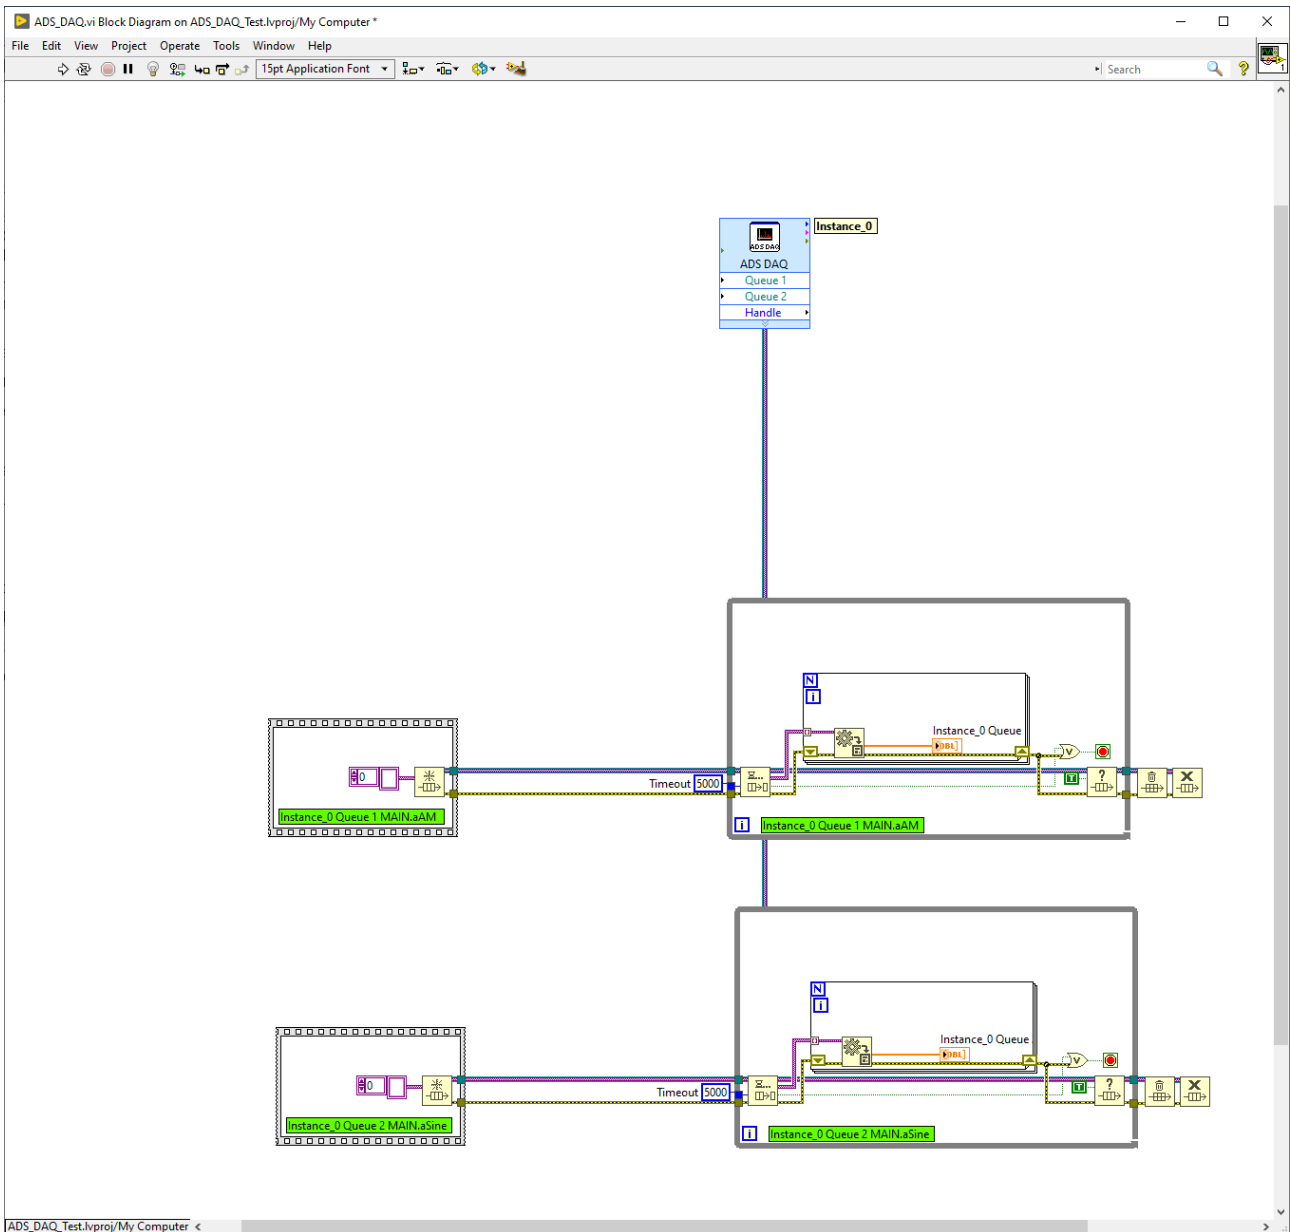 ADS_DAQ.vi Block Diagram on ADS_DAQ_Test.lvproj/My Computer *
File Edit View Project Operate Tools Window Help
15pt Application Font
Search
1
Instance_0
ADS DAQ
ADS DAQ
Queue 1
Queue 2
Handle
N
i
Instance_0 Queue
DBL
V
0
Timeout 5000
T
?
Instance_0 Queue 1 MAIN.aAM
i
Instance_0 Queue 1 MAIN.aAM
N
i
Instance_0 Queue
DBL
V
0
Timeout 5000
T
?
Instance_0 Queue 2 MAIN.aSine
i
Instance_0 Queue 2 MAIN.aSine
ADS_DAQ_Test.lvproj/My Computer